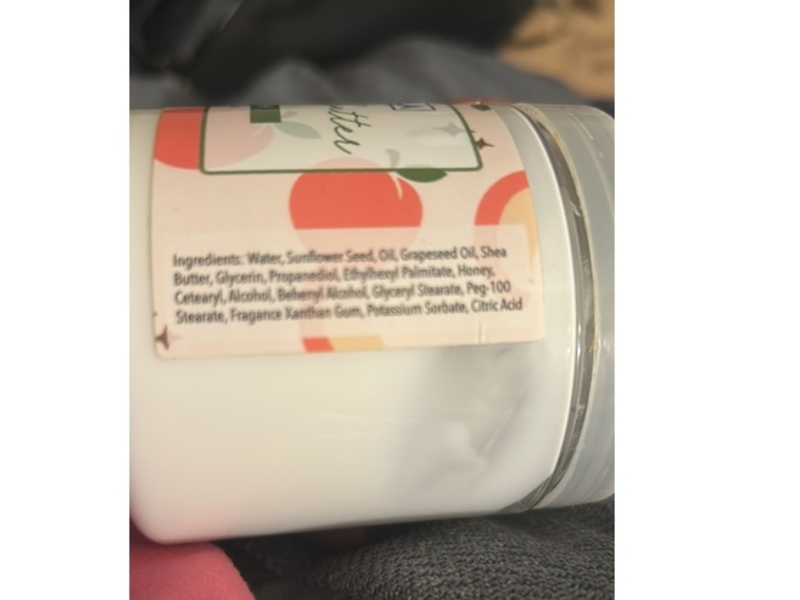 utter
Ingredients: Water, Sunflower Seed, Oil, Grapeseed Oil, Shea
Butter, Glycerin, Propanediol, Ethylhexyl Palmitate, Honey,
Cetearyl, Alcohol, Behenyl Alcohol, Glyceryl Stearate, Peg-100
Stearate, Fragance Xanthan Gum, Potassium Sorbate, Citric Acid